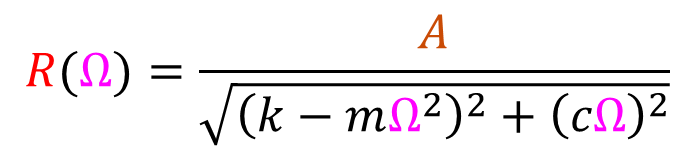 R(Ω) = A / √((k − mΩ²)² + (cΩ)²)